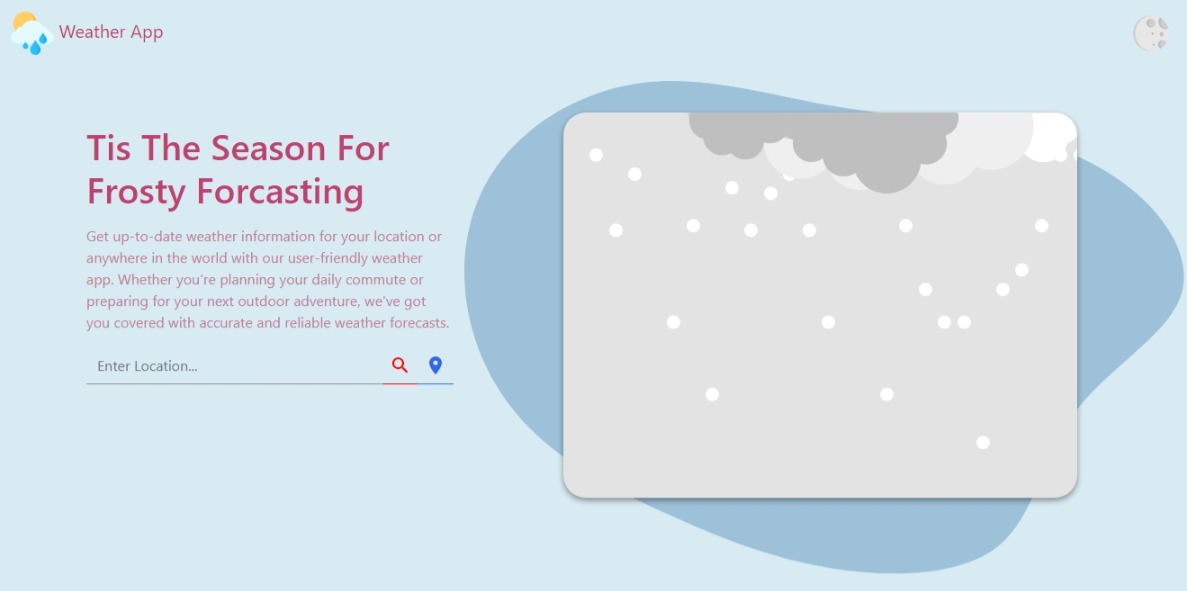 Weather App
Tis The Season For
Frosty Forcasting
Get up-to-date weather information for your location or
anywhere in the world with our user-friendly weather
app. Whether you're planning your daily commute or
preparing for your next outdoor adventure, we've got
you covered with accurate and reliable weather forecasts.
Enter Location...